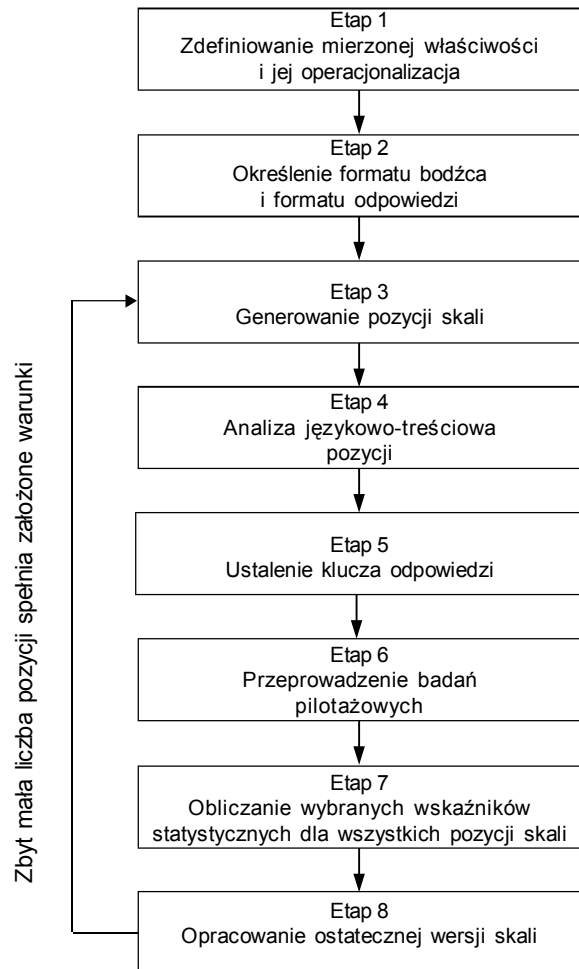 Etap 1
Zdefiniowanie mierzonej właściwości
i jej operacjonalizacja
Etap 2
Określenie formatu bodźca
i formatu odpowiedzi
Etap 3
Generowanie pozycji skali
Etap 4
Analiza językowo-treściowa
pozycji
Etap 5
Ustalenie klucza odpowiedzi
Etap 6
Przeprowadzenie badań
pilotażowych
Etap 7
Obliczanie wybranych wskaźników
statystycznych dla wszystkich pozycji skali
Etap 8
Opracowanie ostatecznej wersji skali
Zbyt mała liczba pozycji spełnia założone warunki